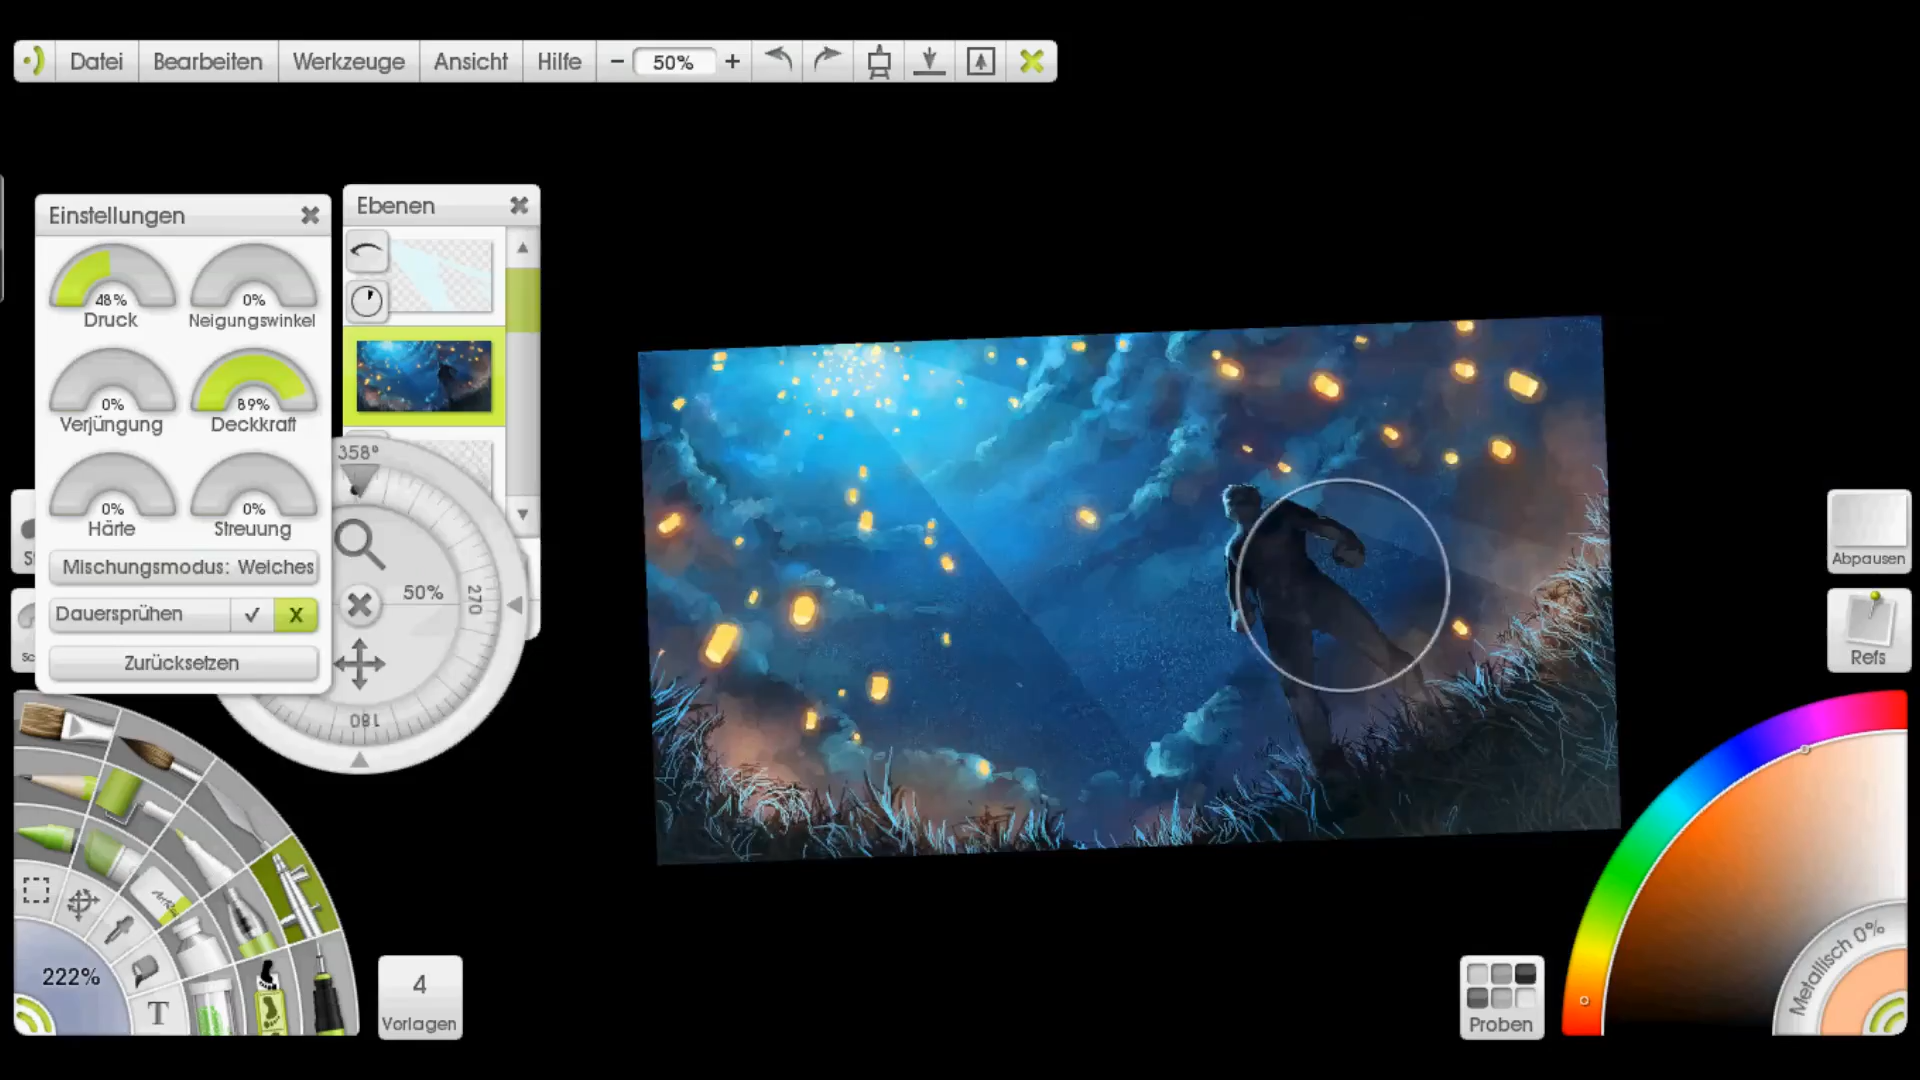 Datei Bearbeiten Werkzeuge Ansicht Hilfe − 50% +
Einstellungen
48%
Druck
0%
Neigungswinkel
0%
Verjüngung
89%
Deckkraft
0%
Härte
0%
Streuung
Mischungsmodus: Welches
Dauersprühen ✓ X
Zurücksetzen
Ebenen
358°
50%
270
180
222%
T
4
Vorlagen
Abpausen
Refs
Metallisch 0%
Proben